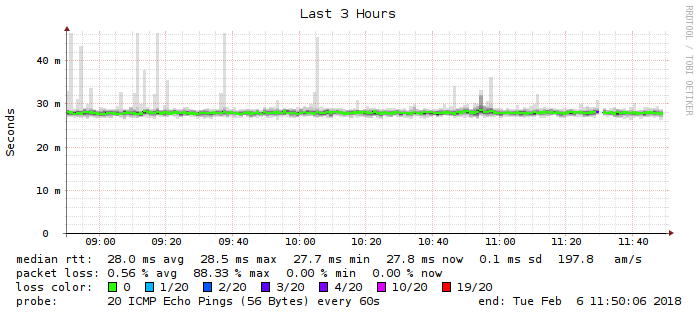 Last 3 Hours
RRDTOOL / TOBI OETIKER
Seconds
40 m
30 m
20 m
10 m
0
09:00 09:20 09:40 10:00 10:20 10:40 11:00 11:20 11:40
median rtt: 28.0 ms avg 28.5 ms max 27.7 ms min 27.8 ms now 0.1 ms sd 197.8 am/s
packet loss: 0.56 % avg 88.33 % max 0.00 % min 0.00 % now
loss color: 0 1/20 2/20 3/20 4/20 10/20 19/20
probe: 20 ICMP Echo Pings (56 Bytes) every 60s end: Tue Feb 6 11:50:06 2018